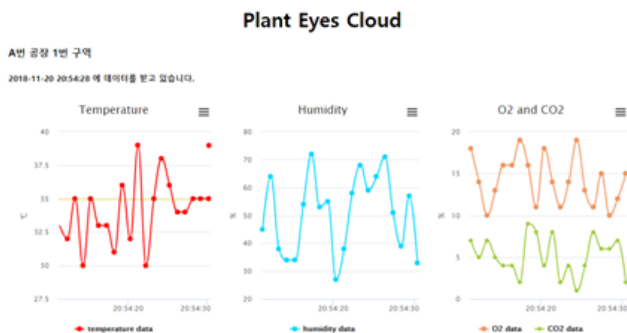 Plant Eyes Cloud
A번 공장 1번 구역
2018-11-20 20:54:28 에 데이터를 받고 있습니다.
Temperature
40
37.5
35
32.5
30
27.5
℃
20:54:20
20:54:30
temperature data
Humidity
80
70
60
50
40
30
20
%
20:54:20
20:54:30
humidity data
O2 and CO2
20
15
10
5
0
%
20:54:20
20:54:30
O2 data
CO2 data